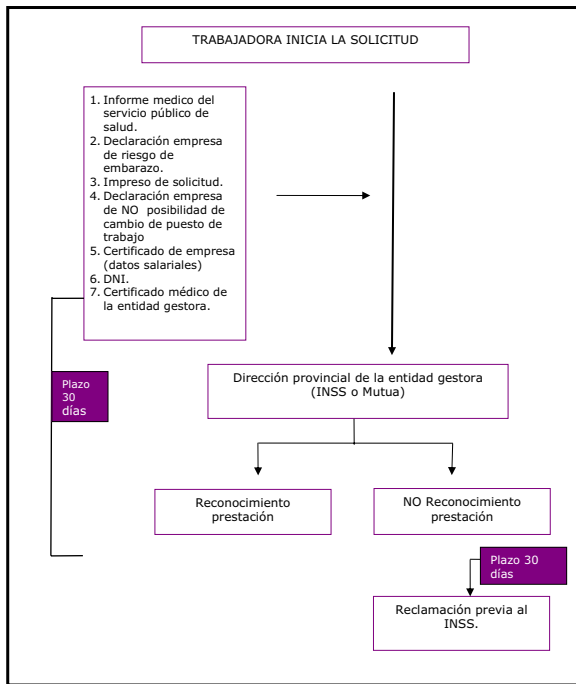 TRABAJADORA INICIA LA SOLICITUD
1. Informe medico del
servicio público de
salud.
2. Declaración empresa
de riesgo de
embarazo.
3. Impreso de solicitud.
4. Declaración empresa
de NO posibilidad de
cambio de puesto de
trabajo
5. Certificado de empresa
(datos salariales)
6. DNI.
7. Certificado médico de
la entidad gestora.
Plazo
30
días
Dirección provincial de la entidad gestora
(INSS o Mutua)
Reconocimiento
prestación
NO Reconocimiento
prestación
Plazo 30
días
Reclamación previa al
INSS.